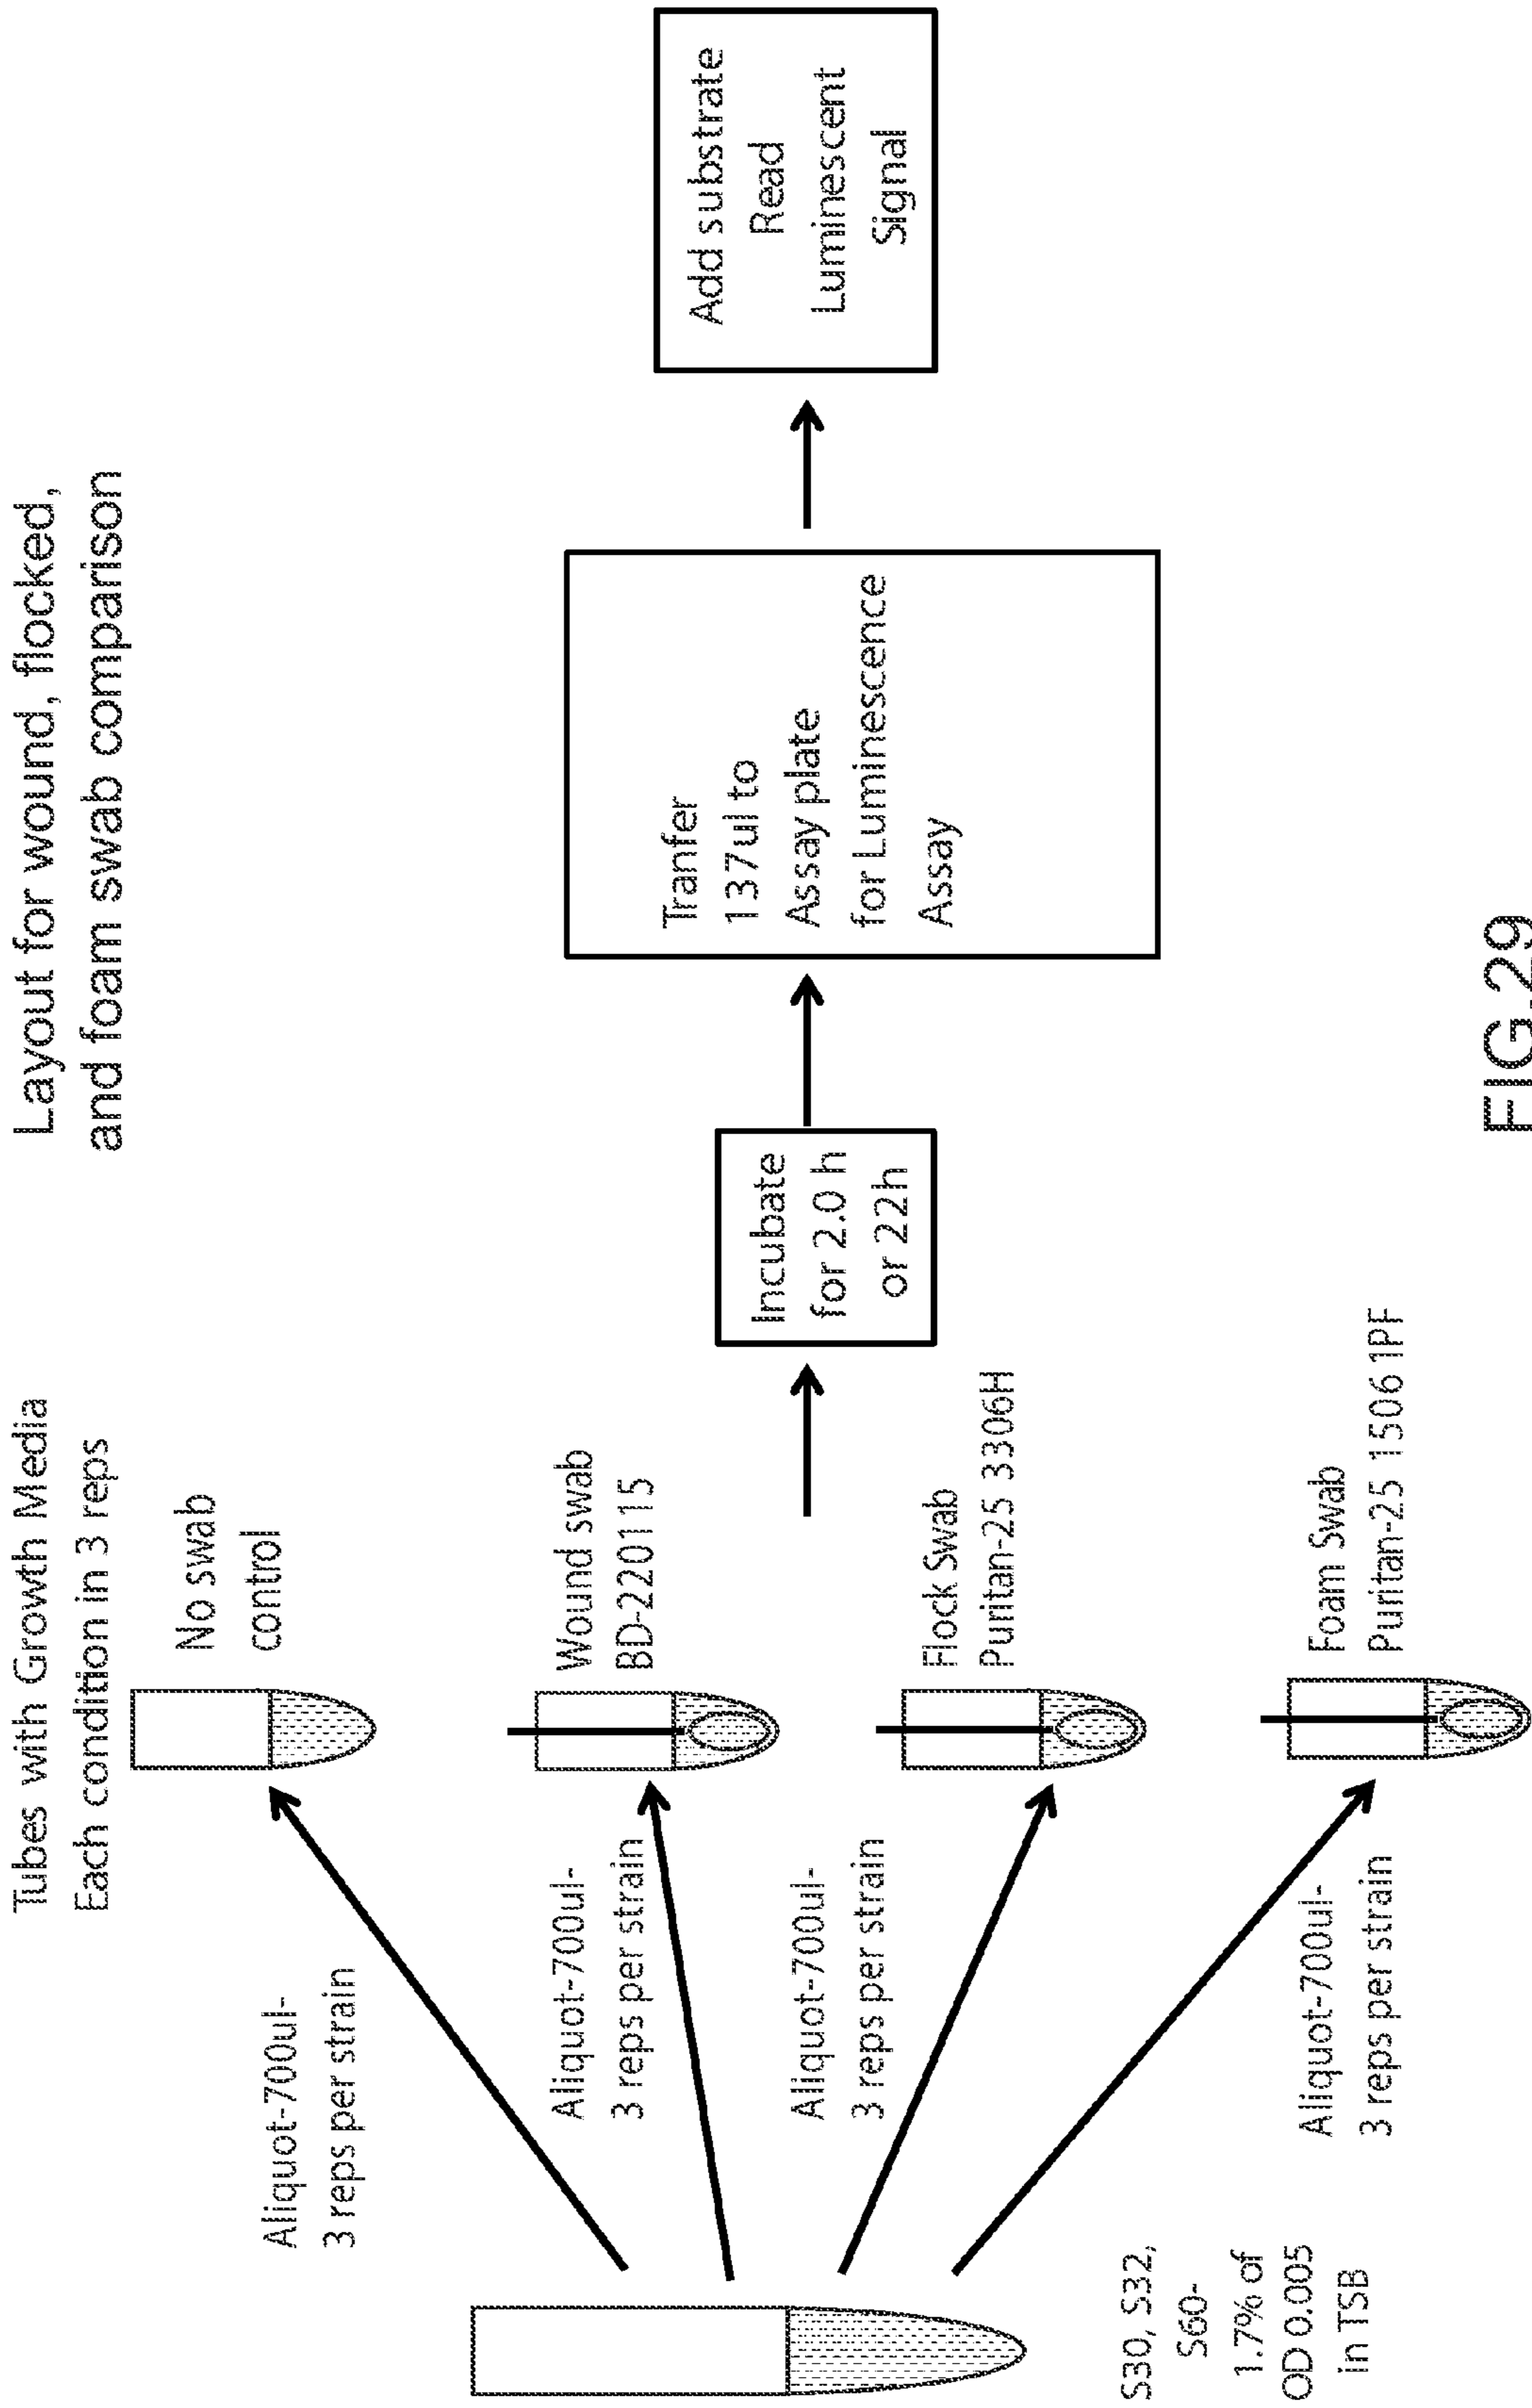 Layout for wound, flocked,
and foam swab comparison
Tubes with Growth Media
Each condition in 3 reps
S30, S32,
S60-
1.7% of
OD 0.005
in TSB
Aliquot-700ul-
3 reps per strain
Aliquot-700ul-
3 reps per strain
Aliquot-700ul-
3 reps per strain
Aliquot-700ul-
3 reps per strain
No swab
control
Wound swab
BD-220115
Flock Swab
Puritan-25 3306H
Foam Swab
Puritan-25 1506 1PF
Incubate
for 2.0 h
or 22h
Tranfer
137ul to
Assay plate
for Luminescence
Assay
Add substrate
Read
Luminescent
Signal
FIG.29